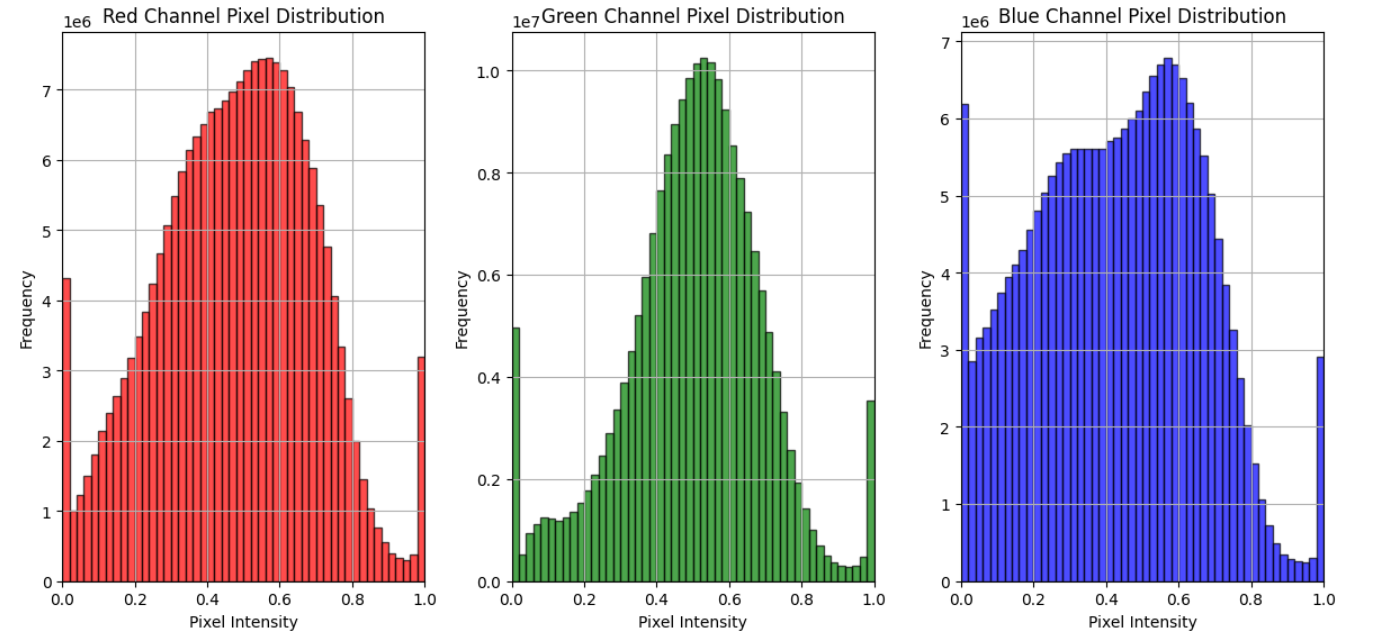 1e6 Red Channel Pixel Distribution
7
6
5
4
3
2
1
0
Frequency
0.0 0.2 0.4 0.6 0.8 1.0
Pixel Intensity
1e7 Green Channel Pixel Distribution
1.0
0.8
0.6
0.4
0.2
0.0
Frequency
0.0 0.2 0.4 0.6 0.8 1.0
Pixel Intensity
1e6 Blue Channel Pixel Distribution
7
6
5
4
3
2
1
0
Frequency
0.0 0.2 0.4 0.6 0.8 1.0
Pixel Intensity